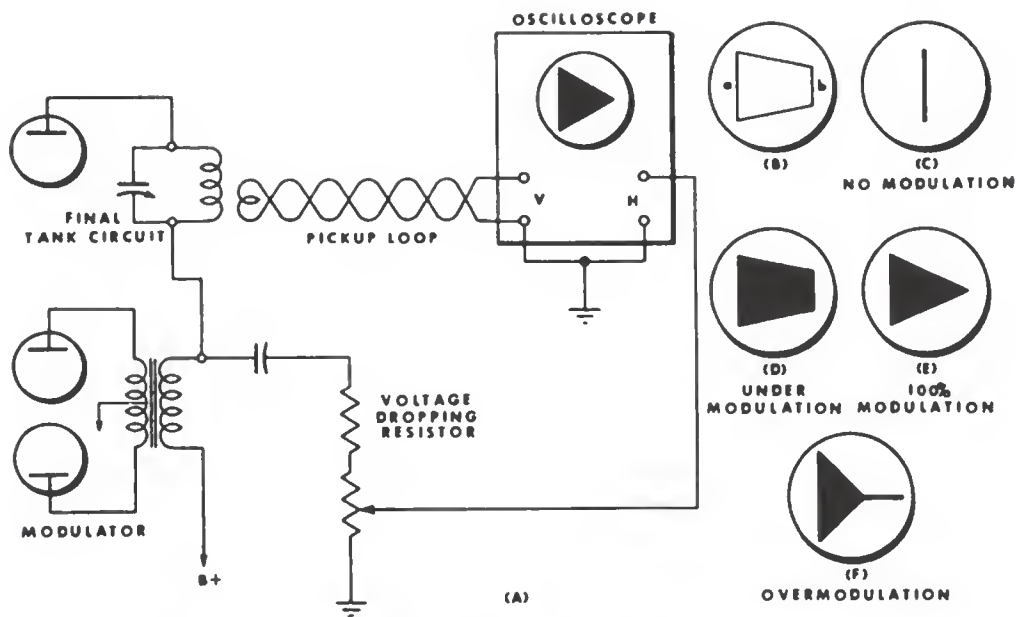 OSCILLOSCOPE
a
b
(B)
(C)
NO MODULATION
V
H
FINAL
TANK CIRCUIT
PICKUP LOOP
(D)
UNDER
MODULATION
(E)
100%
MODULATION
VOLTAGE
DROPPING
RESISTOR
MODULATOR
B+
(A)
(F)
OVERMODULATION